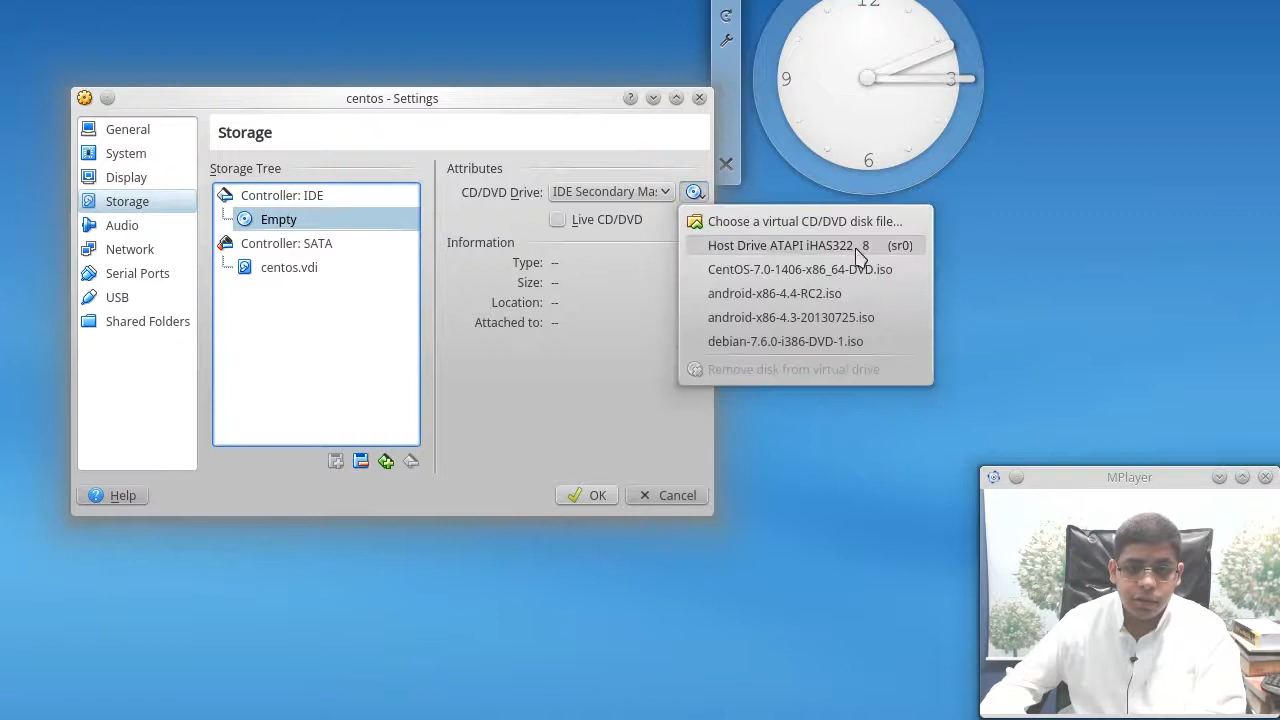 12
9
3
6
centos - Settings
General
System
Display
Storage
Audio
Network
Serial Ports
USB
Shared Folders
Storage
Storage Tree
Controller: IDE
Empty
Controller: SATA
centos.vdi
Attributes
CD/DVD Drive: IDE Secondary Ma:
Live CD/DVD
Information
Type: --
Size: --
Location: --
Attached to: --
Choose a virtual CD/DVD disk file...
Host Drive ATAPI iHAS322 8 (sr0)
CentOS-7.0-1406-x86_64-DVD.iso
android-x86-4.4-RC2.iso
android-x86-4.3-20130725.iso
debian-7.6.0-i386-DVD-1.iso
Remove disk from virtual drive
Help
OK
Cancel
MPlayer